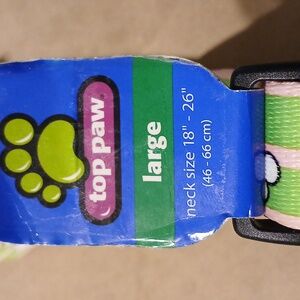 top paw
large
neck size 18" - 26"
(46 - 66 cm)